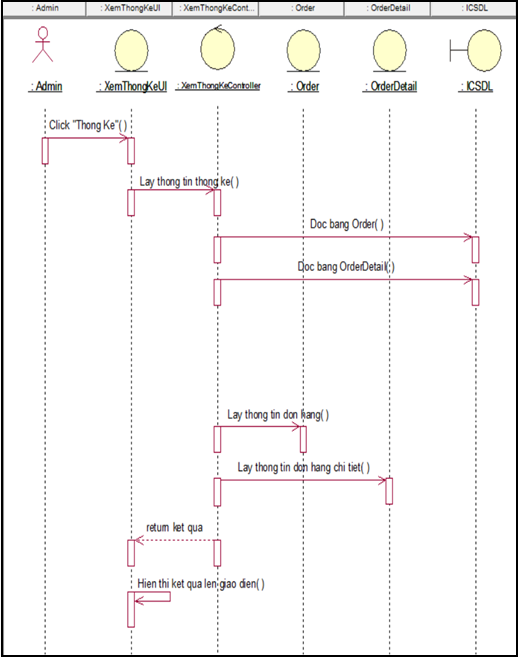 : Admin : XemThongKeUI : XemThongKeCont... : Order : OrderDetail : ICSDL
: Admin : XemThongKeUI : XemThongKeController : Order : OrderDetail : ICSDL
Click "Thong Ke"( )
Lay thong tin thong ke( )
Doc bang Order( )
Doc bang OrderDetail( )
Lay thong tin don hang( )
Lay thong tin don hang chi tiet( )
return ket qua
Hien thi ket qua len giao dien( )